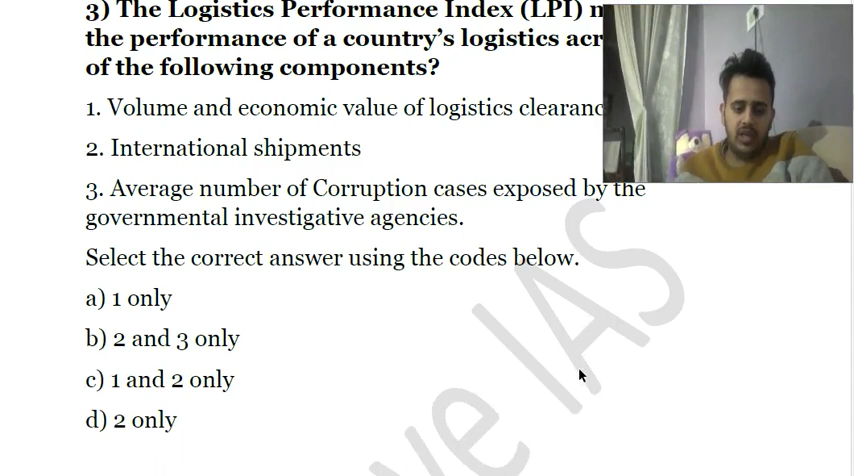 3) The Logistics Performance Index (LPI)
the performance of a country's logistics
of the following components?
1. Volume and economic value of logistics
2. International shipments
3. Average number of Corruption cases exposed by the
governmental investigative agencies.
Select the correct answer using the codes below.
a) 1 only
b) 2 and 3 only
c) 1 and 2 only
d) 2 only
IAS